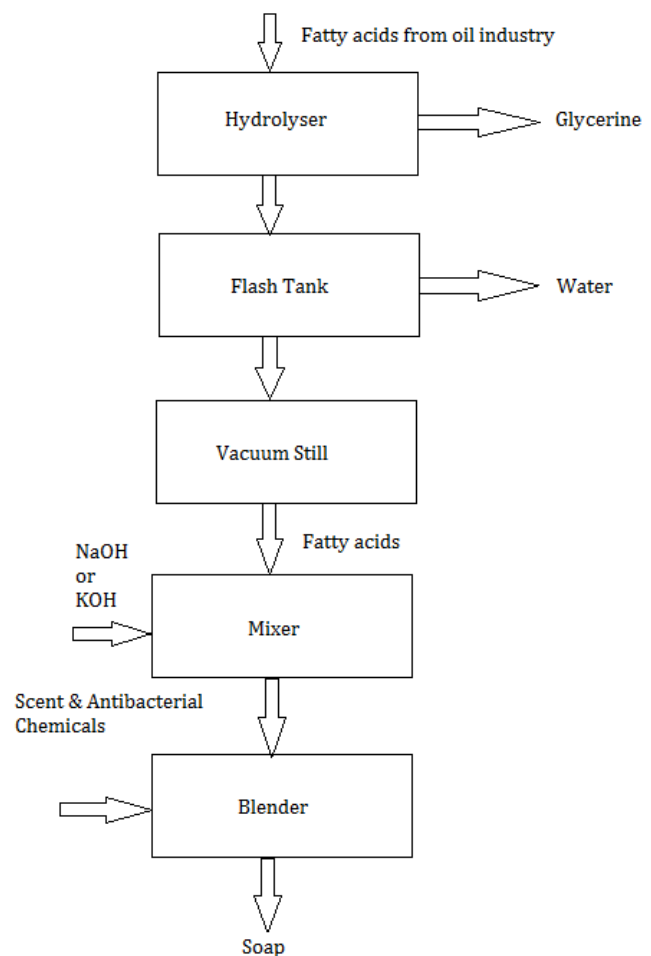 Fatty acids from oil industry
Hydrolyser
Glycerine
Flash Tank
Water
Vacuum Still
Fatty acids
NaOH
or
KOH
Mixer
Scent & Antibacterial
Chemicals
Blender
Soap